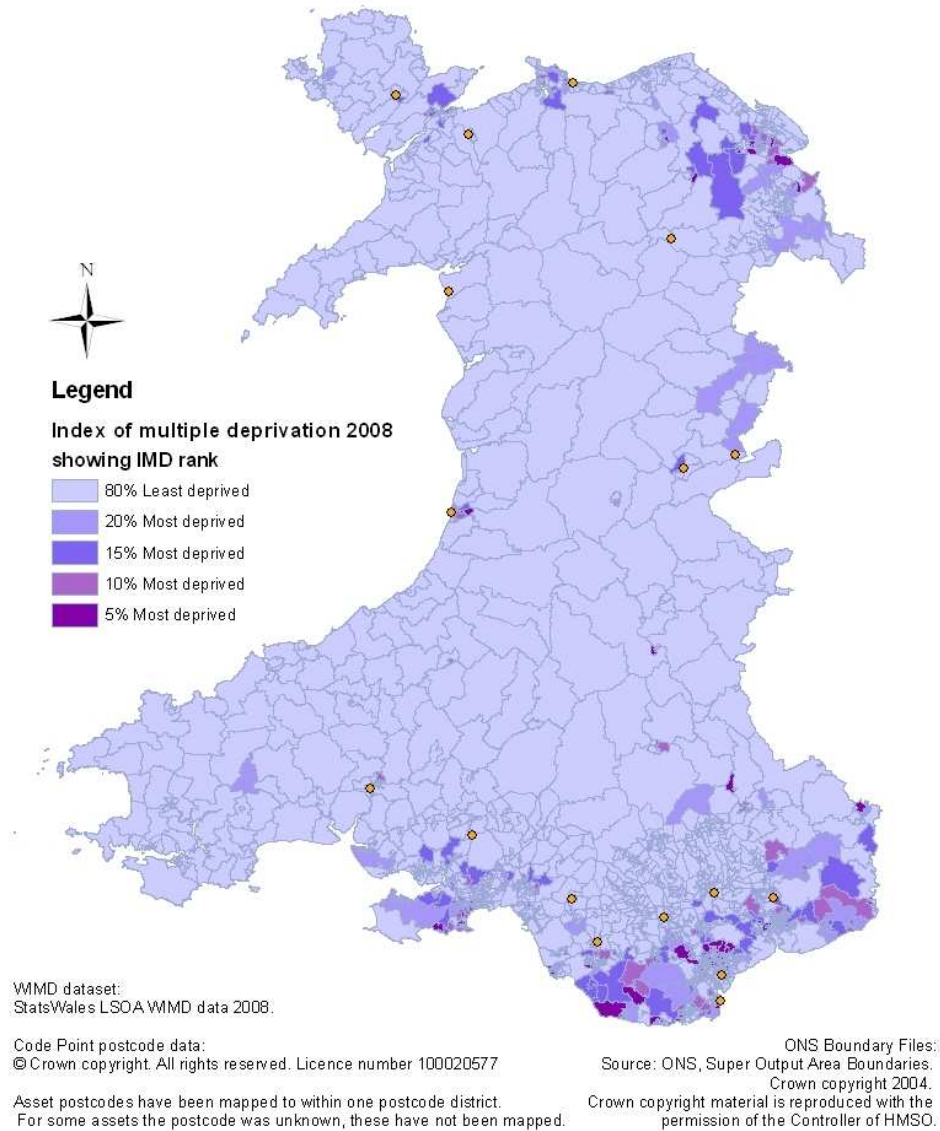 N
Legend
Index of multiple deprivation 2008
showing IMD rank
80% Least deprived
20% Most deprived
15% Most deprived
10% Most deprived
5% Most deprived
WIMD dataset:
StatsWales LSOA WIMD data 2008.
Code Point postcode data:
© Crown copyright. All rights reserved. Licence number 100020577
Asset postcodes have been mapped to within one postcode district.
For some assets the postcode was unknown, these have not been mapped.
ONS Boundary Files:
Source: ONS, Super Output Area Boundaries.
Crown copyright 2004.
Crown copyright material is reproduced with the
permission of the Controller of HMSO.